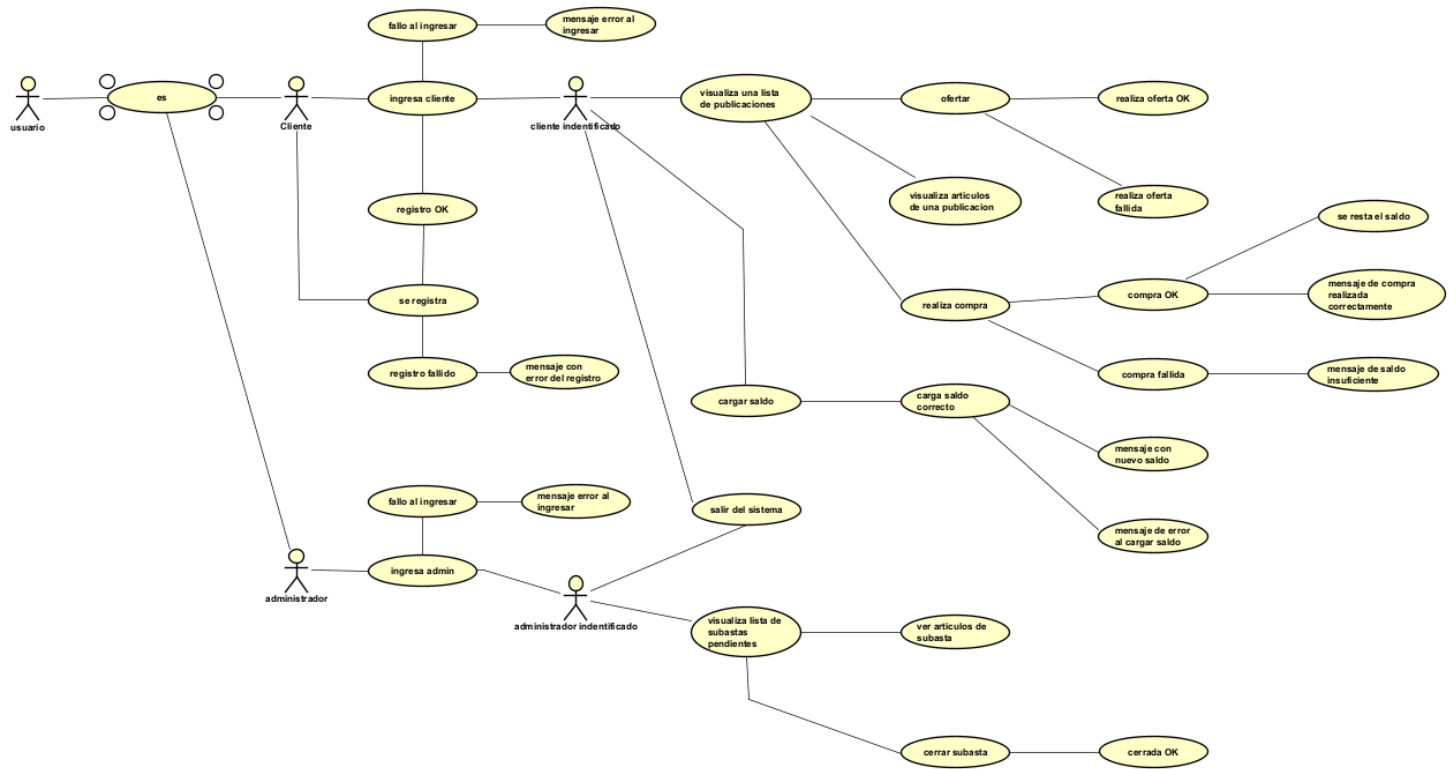 fallo al ingresar
mensaje error al
ingresar
usuario
es
Cliente
ingresa cliente
cliente indentificado
visualiza una lista
de publicaciones
ofertar
realiza oferta OK
registro OK
visualiza articulos
de una publicacion
realiza oferta
fallida
se resta el saldo
se registra
realiza compra
compra OK
mensaje de compra
realizada
correctamente
registro fallido
mensaje con
error del registro
compra fallida
mensaje de saldo
insuficiente
cargar saldo
carga saldo
correcto
mensaje con
nuevo saldo
fallo al ingresar
mensaje error al
ingresar
salir del sistema
mensaje de error
al cargar saldo
administrador
ingresa admin
administrador indentificado
visualiza lista de
subastas
pendientes
ver articulos de
subasta
cerrar subasta
cerrada OK